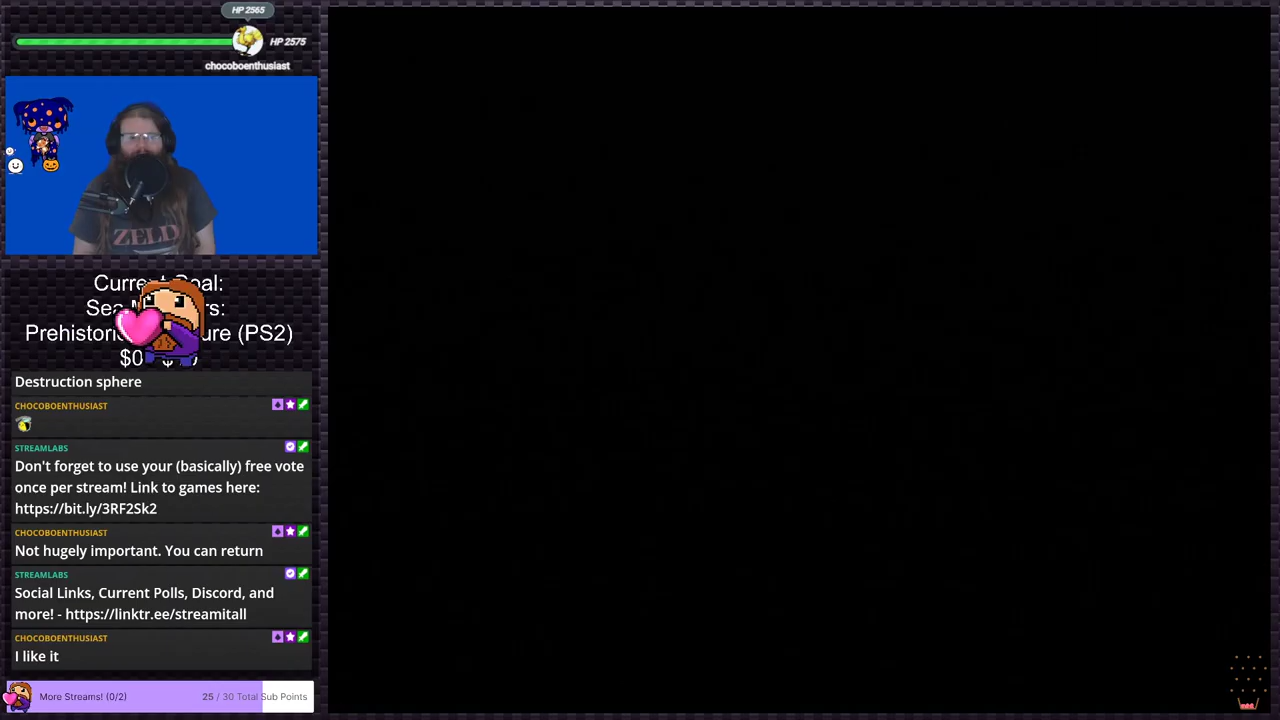 HP 2565
HP 2575
chocoboenthusiast
ZELD
Current Goal:
Sea
Prehistoric
(PS2)
Destruction sphere
CHOCOBOENTHUSIAST
STREAMLABS
Don't forget to use your (basically) free vote
once per stream! Link to games here:
https://bit.ly/3RF2Sk2
CHOCOBOENTHUSIAST
Not hugely important. You can return
STREAMLABS
Social Links, Current Polls, Discord, and
more! - https://linktr.ee/streamitall
CHOCOBOENTHUSIAST
I like it
More Streams! (0/2)
25 / 30 Total Sub Points